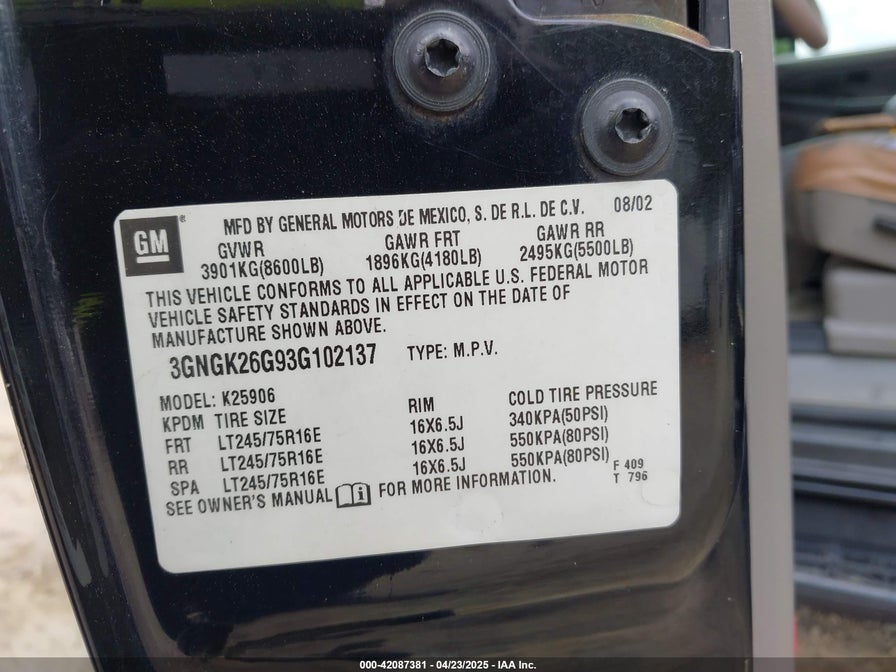 GM ® MFD BY GENERAL MOTORS DE MEXICO, S. DE R.L. DE C.V. 08/02
GVWR GAWR FRT GAWR RR
3901KG(8600LB) 1896KG(4180LB) 2495KG(5500LB)
THIS VEHICLE CONFORMS TO ALL APPLICABLE U.S. FEDERAL MOTOR
VEHICLE SAFETY STANDARDS IN EFFECT ON THE DATE OF
MANUFACTURE SHOWN ABOVE.
3GNGK26G93G102137 TYPE: M.P.V.
MODEL: K25906
KPDM TIRE SIZE RIM COLD TIRE PRESSURE
FRT LT245/75R16E 16X6.5J 340KPA(50PSI)
RR LT245/75R16E 16X6.5J 550KPA(80PSI)
SPA LT245/75R16E 16X6.5J 550KPA(80PSI) F 409
SEE OWNER'S MANUAL FOR MORE INFORMATION. T 796
000-42087381 - 04/23/2025 - IAA Inc.